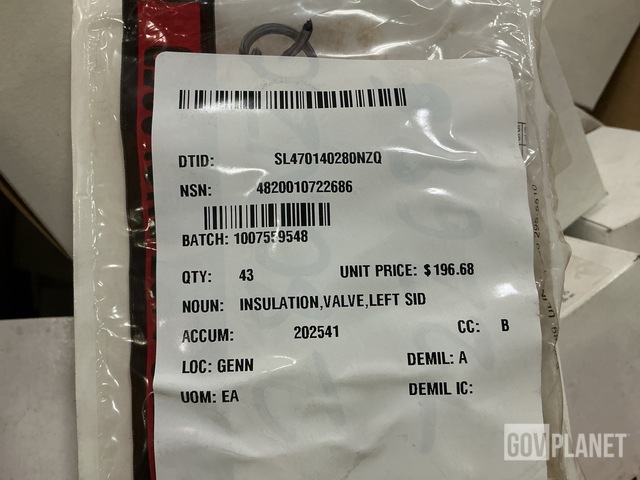 DTID: SL470140280NZQ
NSN: 4820010722686
BATCH: 1007559548
QTY: 43 UNIT PRICE: $196.68
NOUN: INSULATION,VALVE,LEFT SID
ACCUM: 202541 CC: B
LOC: GENN DEMIL: A
UOM: EA DEMIL IC:
GOVPLANET